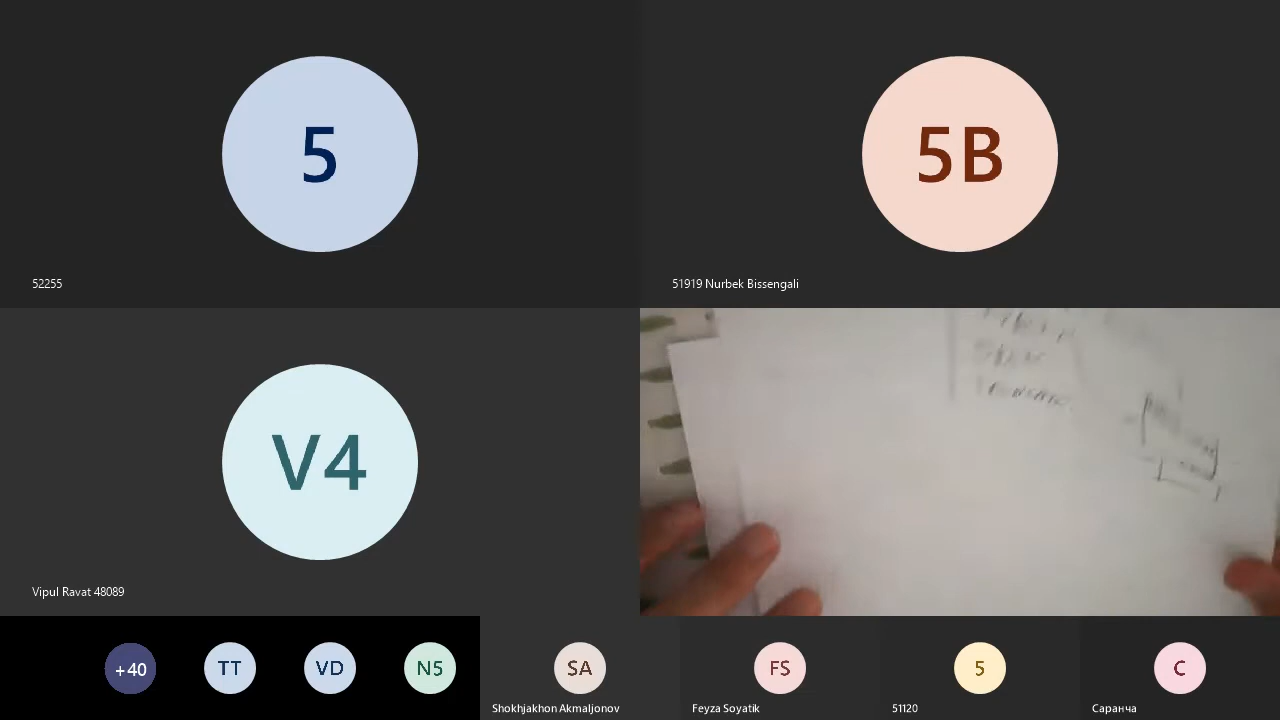 5
5B
52255
51919 Nurbek Bissengali
V4
Vipul Ravat 48089
+40
TT
VD
N5
SA
FS
5
C
Shokhjakhon Akmaljonov
Feyza Soyatik
51120
Саранча